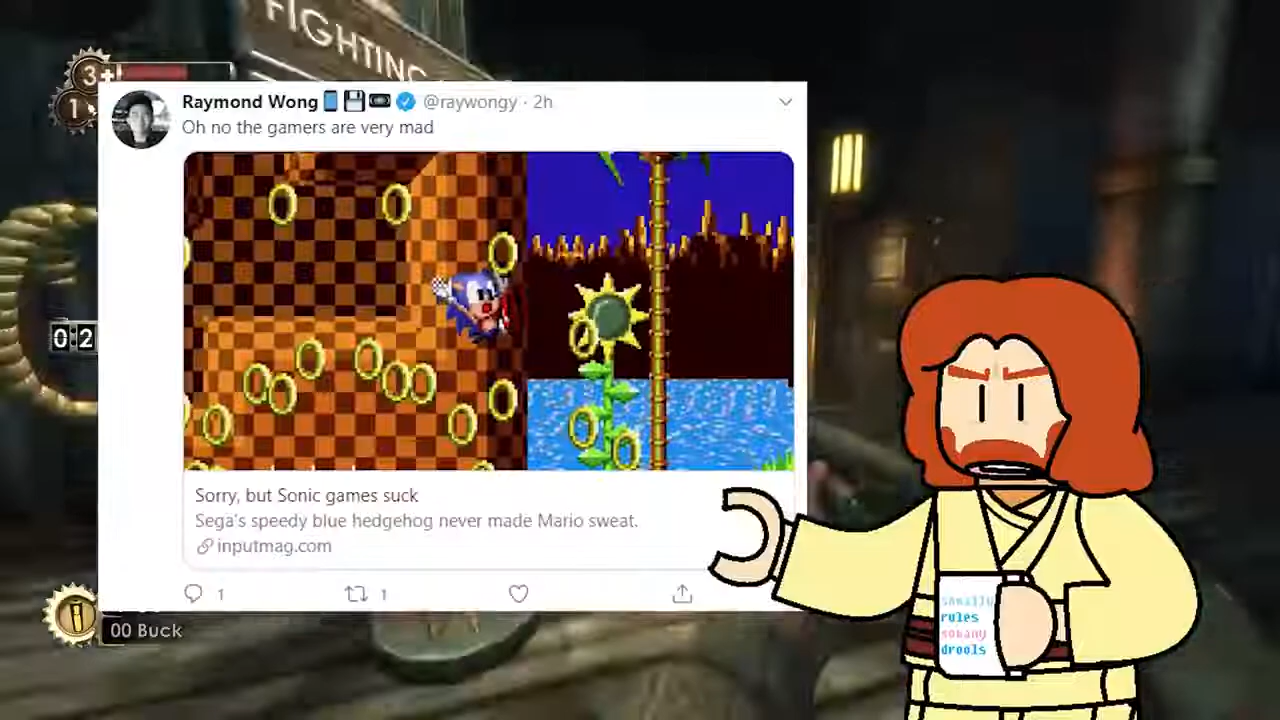 FIGHTING
3+
1
Raymond Wong @raywongy · 2h
Oh no the gamers are very mad
0:2
Sorry, but Sonic games suck
Sega's speedy blue hedgehog never made Mario sweat.
inputmag.com
1 1
00 Buck
rules
drools